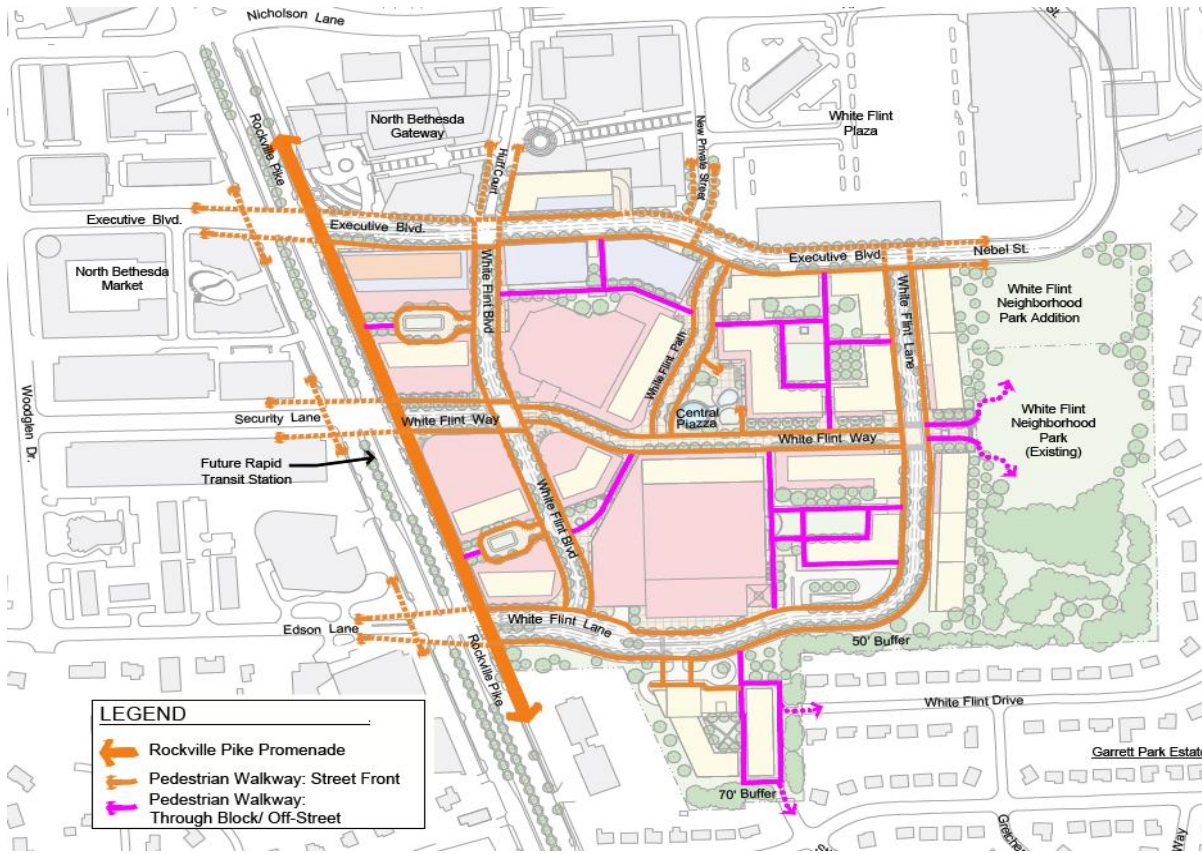 Nicholson Lane
St.
Rockville Pike
North Bethesda
Gateway
Huff Court
New Private Street
White Flint
Plaza
Executive Blvd.
Executive Blvd.
Executive Blvd.
Nebel St.
North Bethesda
Market
White Flint Blvd
White Flint Path
White Flint Lane
White Flint
Neighborhood
Park Addition
Woodglen Dr.
Security Lane
White Flint Way
Central
Piazza
White Flint Way
White Flint
Neighborhood
Park
(Existing)
Future Rapid
Transit Station
White Flint Blvd
Edson Lane
White Flint Lane
50' Buffer
Rockville Pike
White Flint Drive
Garrett Park Estate
70' Buffer
Way
LEGEND
Rockville Pike Promenade
Pedestrian Walkway: Street Front
Pedestrian Walkway:
Through Block/ Off-Street